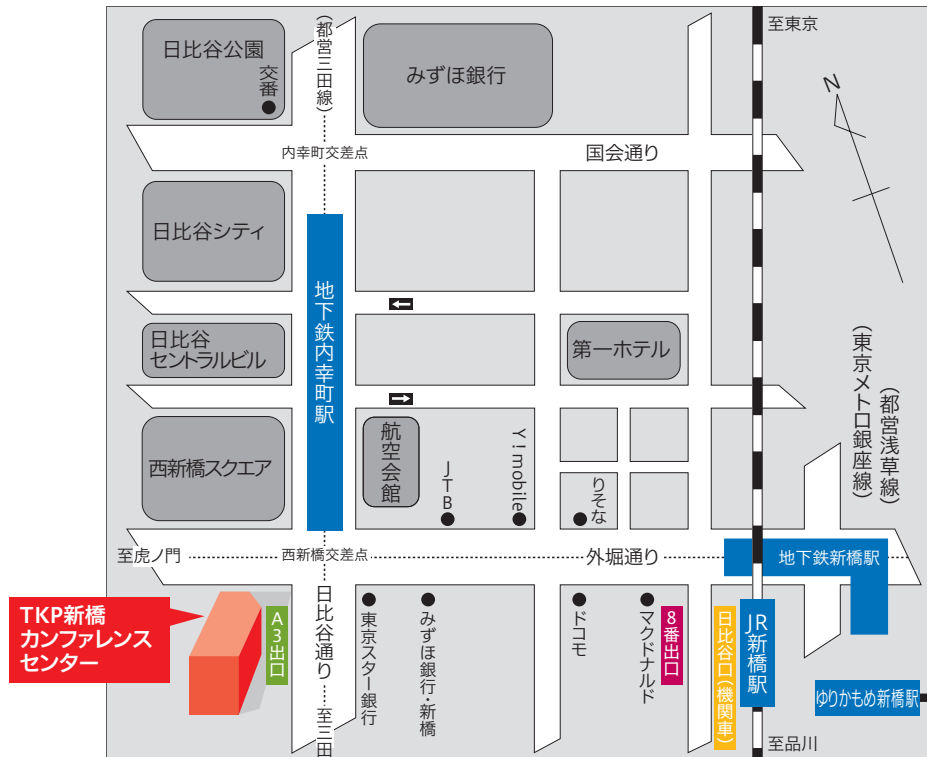 至東京
(都営三田線)
日比谷公園
交番
みずほ銀行
N
内幸町交差点
国会通り
日比谷シティ
地下鉄内幸町駅
日比谷
セントラルビル
第一ホテル
(東京メトロ銀座線)
(都営浅草線)
西新橋スクエア
航空会館
JTB
Y!mobile
りそな
至虎ノ門
西新橋交差点
外堀通り
地下鉄新橋駅
TKP新橋
カンファレンス
センター
A3出口
日比谷通り
至三田
東京スター銀行
みずほ銀行・新橋
ドコモ
マクドナルド
8番出口
日比谷口(機関車)
JR新橋駅
ゆりかもめ新橋駅
至品川